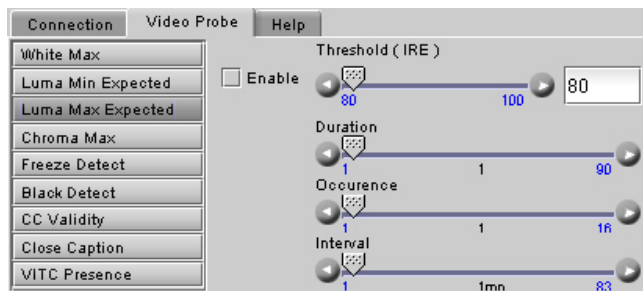 Connection Video Probe Help
White Max
Luma Min Expected
Luma Max Expected
Chroma Max
Freeze Detect
Black Detect
CC Validity
Close Caption
VITC Presence
Enable
Threshold ( IRE )
80 100 80
Duration
1 1 90
Occurence
1 1 16
Interval
1 1mn 83